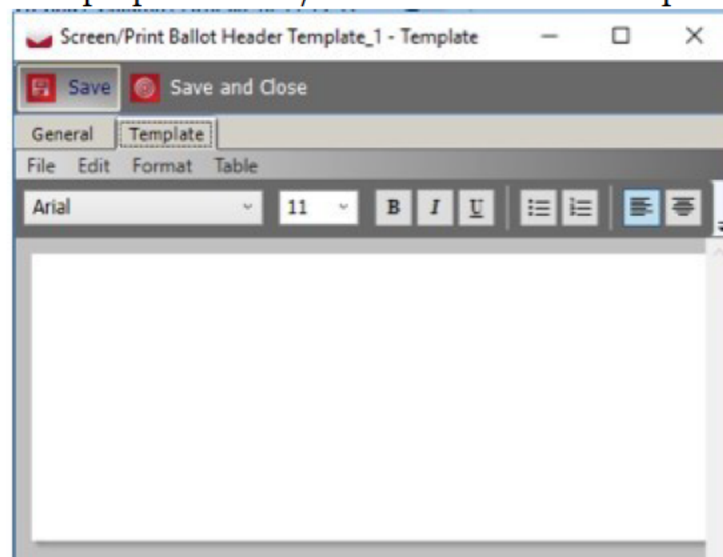 Screen/Print Ballot Header Template_1 - Template
Save Save and Close
General Template
File Edit Format Table
Arial 11 B I U